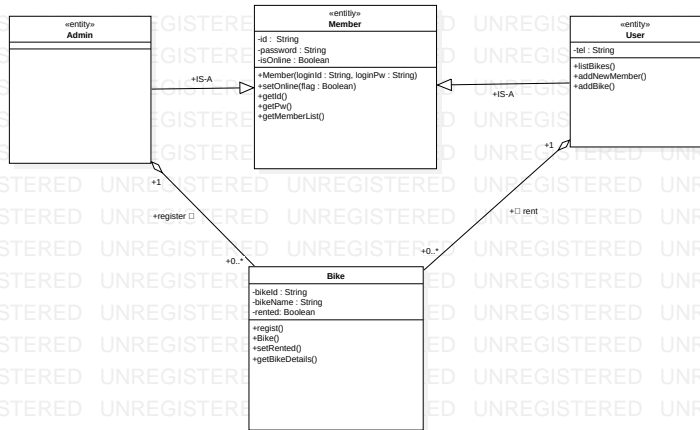 «entity»
Admin
+IS-A
«entitiy»
Member
-id : String
-password : String
-isOnline : Boolean
+Member(loginId : String, loginPw : String)
+setOnline(flag : Boolean)
+getId()
+getPw()
+getMemberList()
+IS-A
«entity»
User
-tel : String
+listBikes()
+addNewMember()
+addBike()
+1
+register □
+0..*
+1
+□ rent
+0..*
Bike
-bikeId : String
-bikeName : String
-rented: Boolean
+regist()
+Bike()
+setRented()
+getBikeDetails()
UNREGISTERED